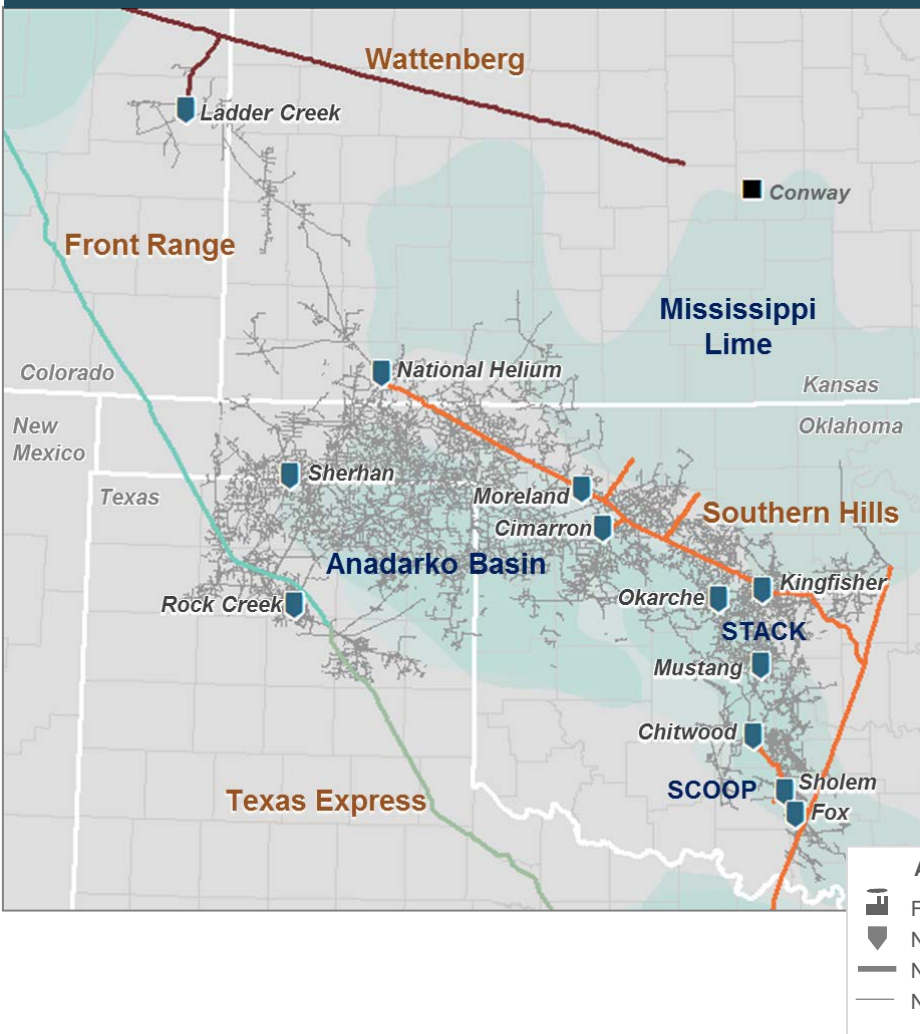 Wattenberg
Ladder Creek
Conway
Front Range
Mississippi
Lime
National Helium
Colorado
Kansas
New
Mexico
Oklahoma
Sherhan
Texas
Moreland
Cimarron
Southern Hills
Anadarko Basin
Kingfisher
Okarche
Rock Creek
STACK
Mustang
Chitwood
Sholem
SCOOP
Texas Express
Fox
A
F
N
N
N